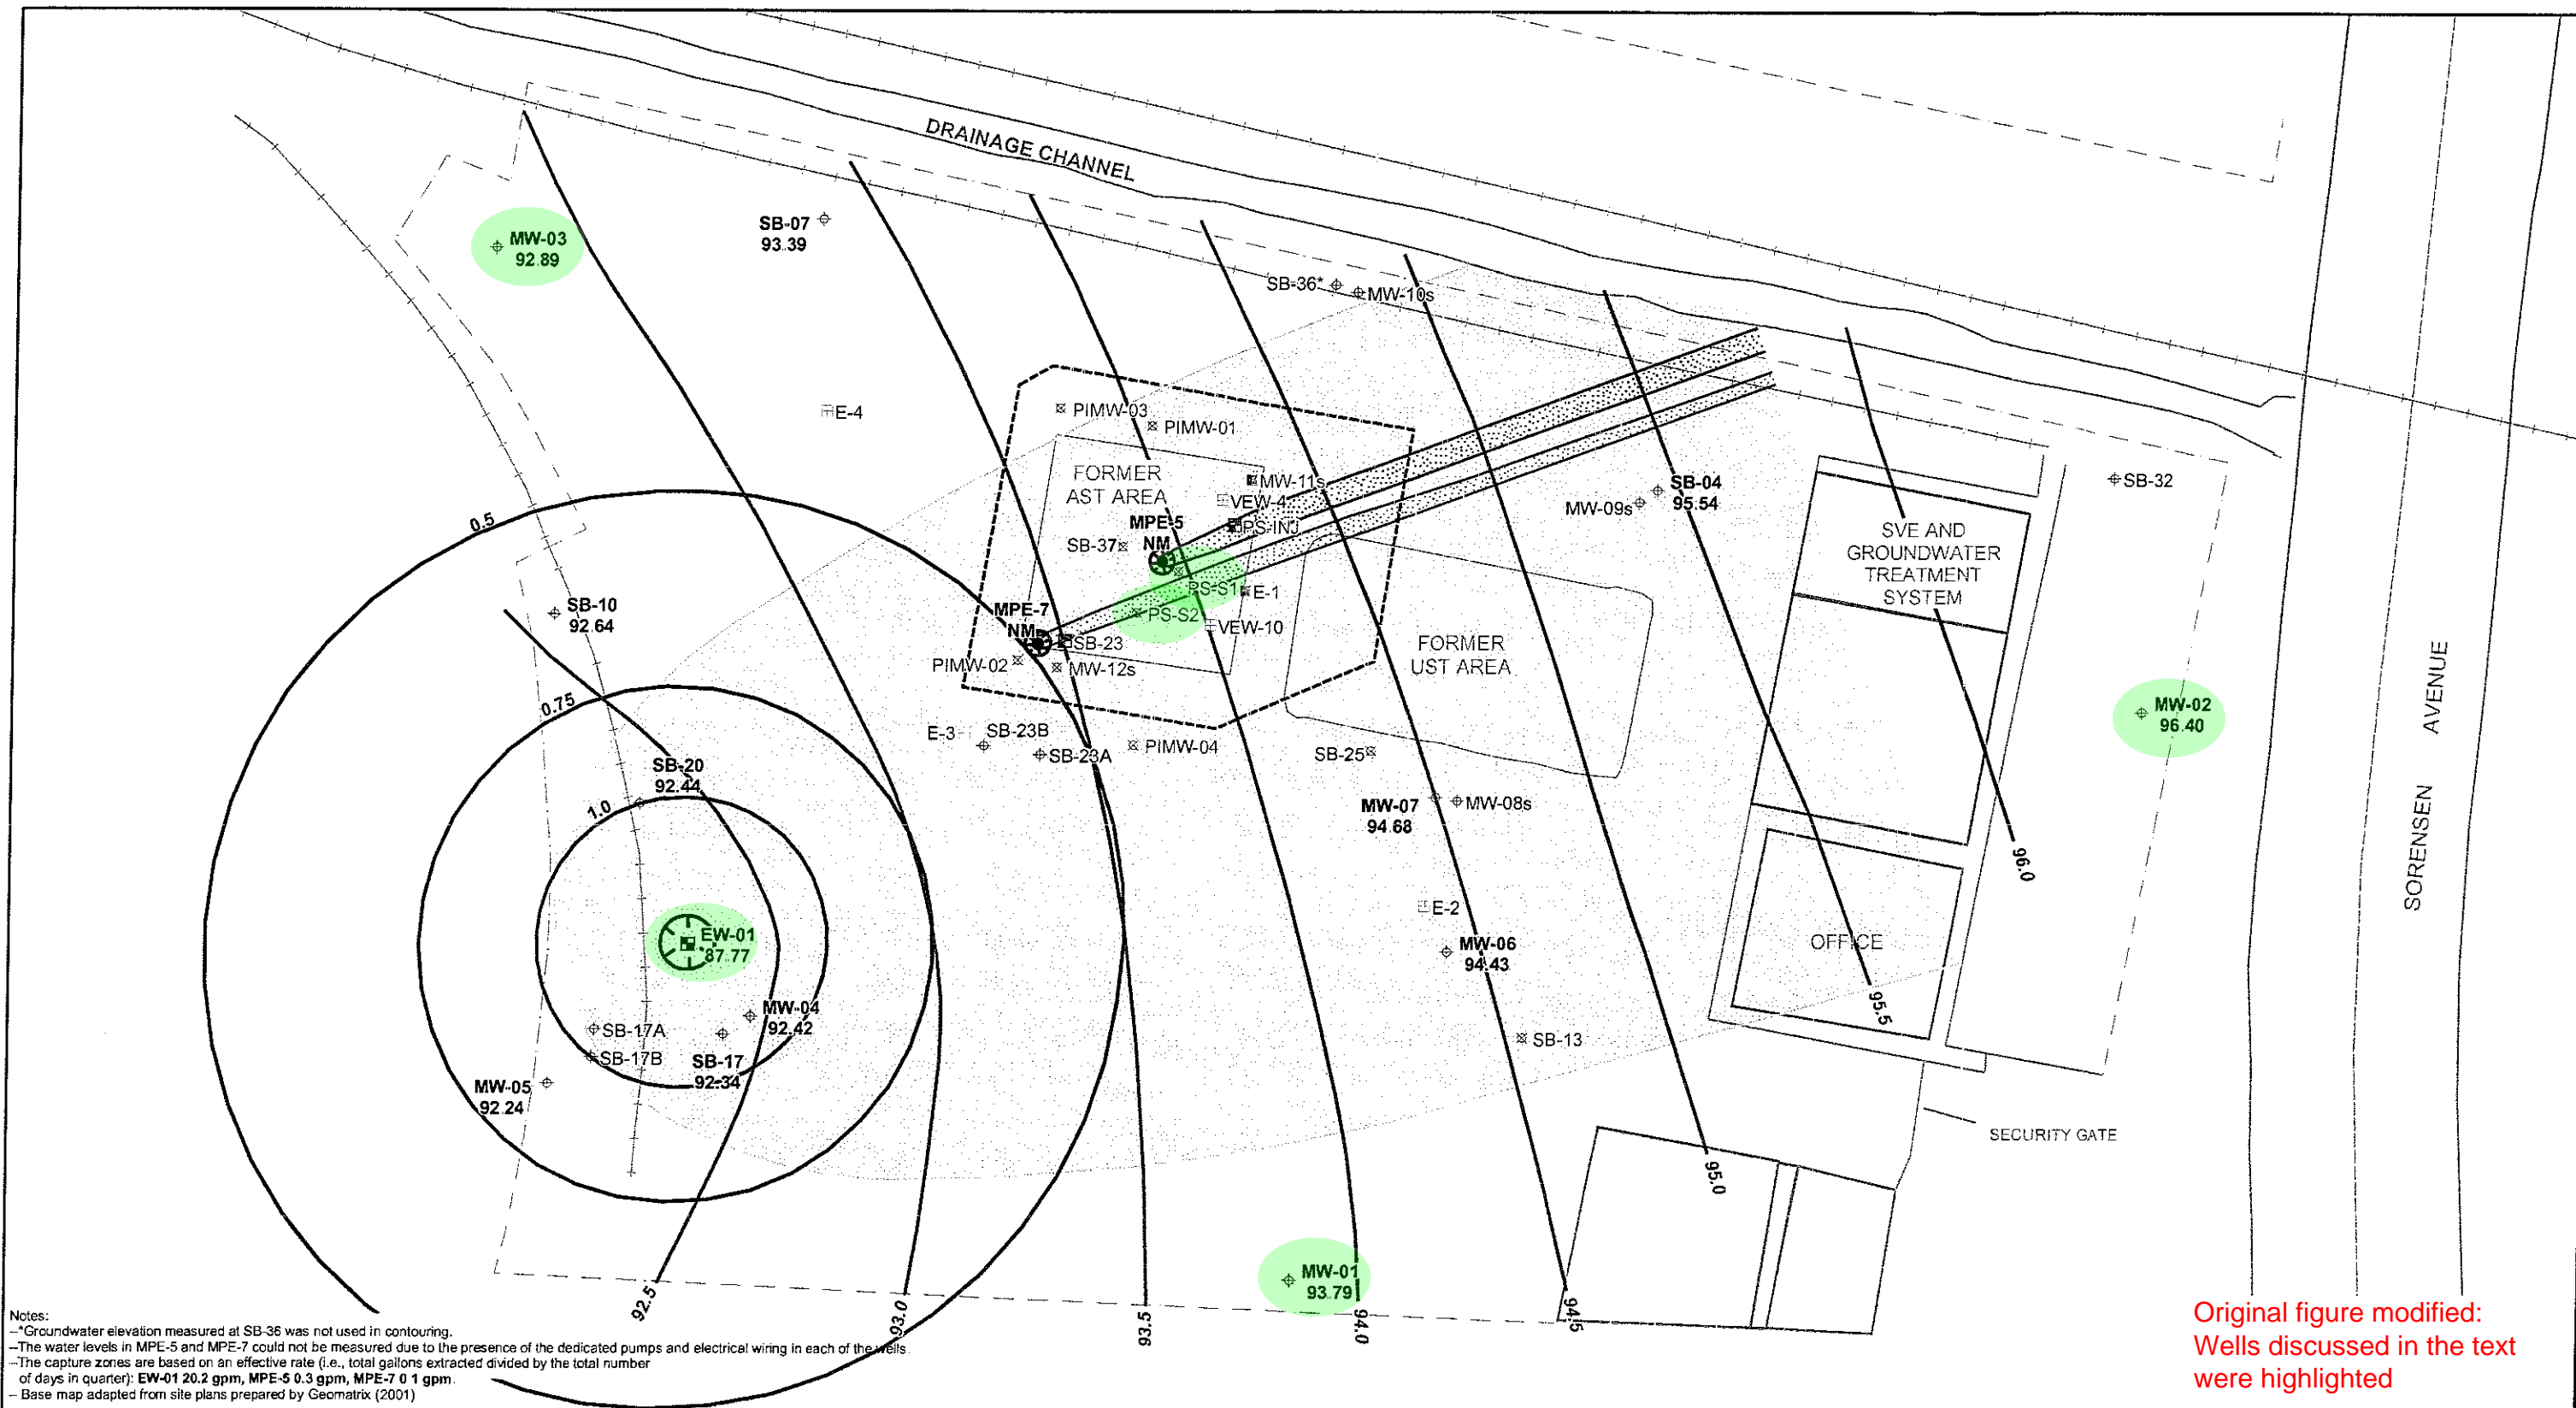 DRAINAGE CHANNEL
MW-03
92.89
SB-07
93.39
SB-36*
MW-10s
E-4
PIMW-03
PIMW-01
FORMER
AST AREA
MW-11s
VEW-4
PS-INJ
MPE-5
NM
SB-37
PS-S1
E-1
PS-S2
VEW-10
MPE-7
NM
SB-23
PIMW-02
MW-12s
FORMER
UST AREA
MW-09s
SB-04
95.54
SVE AND
GROUNDWATER
TREATMENT
SYSTEM
SB-32
MW-02
96.40
SORENSEN AVENUE
0.5
SB-10
92.64
0.75
SB-20
92.44
1.0
E-3
SB-23B
SB-23A
PIMW-04
SB-25
MW-07
94.68
MW-08s
E-2
MW-06
94.43
OFFICE
EW-01
87.77
MW-04
92.42
SB-17A
SB-17B
SB-17
92.34
MW-05
92.24
SB-13
SECURITY GATE
MW-01
93.79
92.5
93.0
93.5
94.0
94.5
95.0
95.5
96.0
Notes:
-*Groundwater elevation measured at SB-36 was not used in contouring.
-The water levels in MPE-5 and MPE-7 could not be measured due to the presence of the dedicated pumps and electrical wiring in each of the wells.
-The capture zones are based on an effective rate (i.e., total gallons extracted divided by the total number
of days in quarter): EW-01 20.2 gpm, MPE-5 0.3 gpm, MPE-7 0.1 gpm.
- Base map adapted from site plans prepared by Geomatrix (2001)
Original figure modified:
Wells discussed in the text
were highlighted